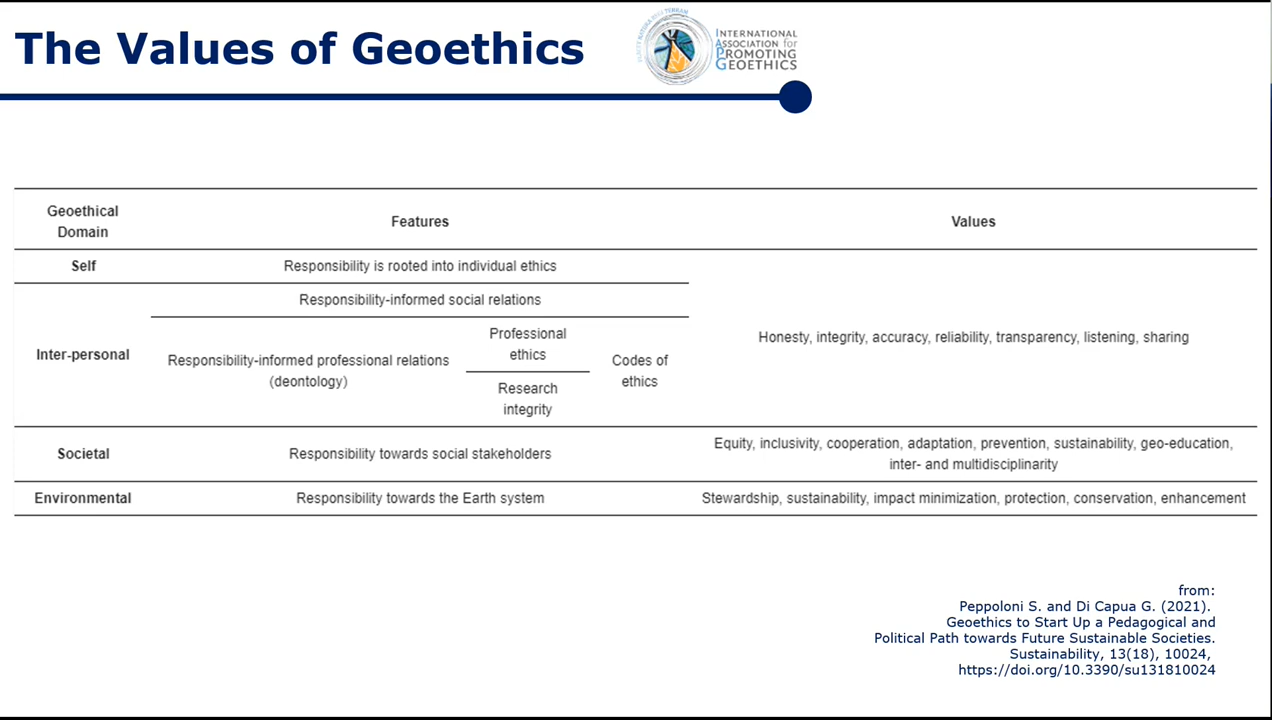 The Values of Geoethics
INTERNATIONAL
ASSOCIATION for
PROMOTING
GEOETHICS
Geoethical
Domain
Features
Values
Self
Responsibility is rooted into individual ethics
Honesty, integrity, accuracy, reliability, transparency, listening, sharing
Inter-personal
Responsibility-informed social relations
Responsibility-informed professional relations
(deontology)
Professional
ethics
Research
integrity
Codes of
ethics
Societal
Responsibility towards social stakeholders
Equity, inclusivity, cooperation, adaptation, prevention, sustainability, geo-education,
inter- and multidisciplinarity
Environmental
Responsibility towards the Earth system
Stewardship, sustainability, impact minimization, protection, conservation, enhancement
from:
Peppoloni S. and Di Capua G. (2021).
Geoethics to Start Up a Pedagogical and
Political Path towards Future Sustainable Societies.
Sustainability, 13(18), 10024,
https://doi.org/10.3390/su131810024